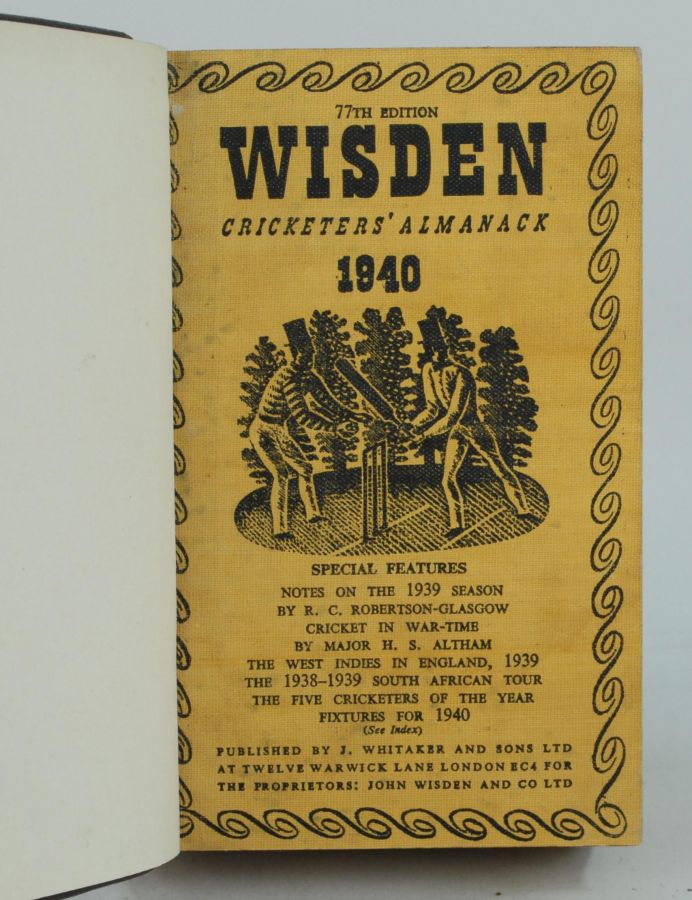 77TH EDITION
WISDEN
CRICKETERS' ALMANACK
1940
SPECIAL FEATURES
NOTES ON THE 1939 SEASON
BY R. C. ROBERTSON-GLASGOW
CRICKET IN WAR-TIME
BY MAJOR H. S. ALTHAM
THE WEST INDIES IN ENGLAND, 1939
THE 1938–1939 SOUTH AFRICAN TOUR
THE FIVE CRICKETERS OF THE YEAR
FIXTURES FOR 1940
(See Index)
PUBLISHED BY J. WHITAKER AND SONS LTD
AT TWELVE WARWICK LANE LONDON EC4 FOR
THE PROPRIETORS: JOHN WISDEN AND CO LTD